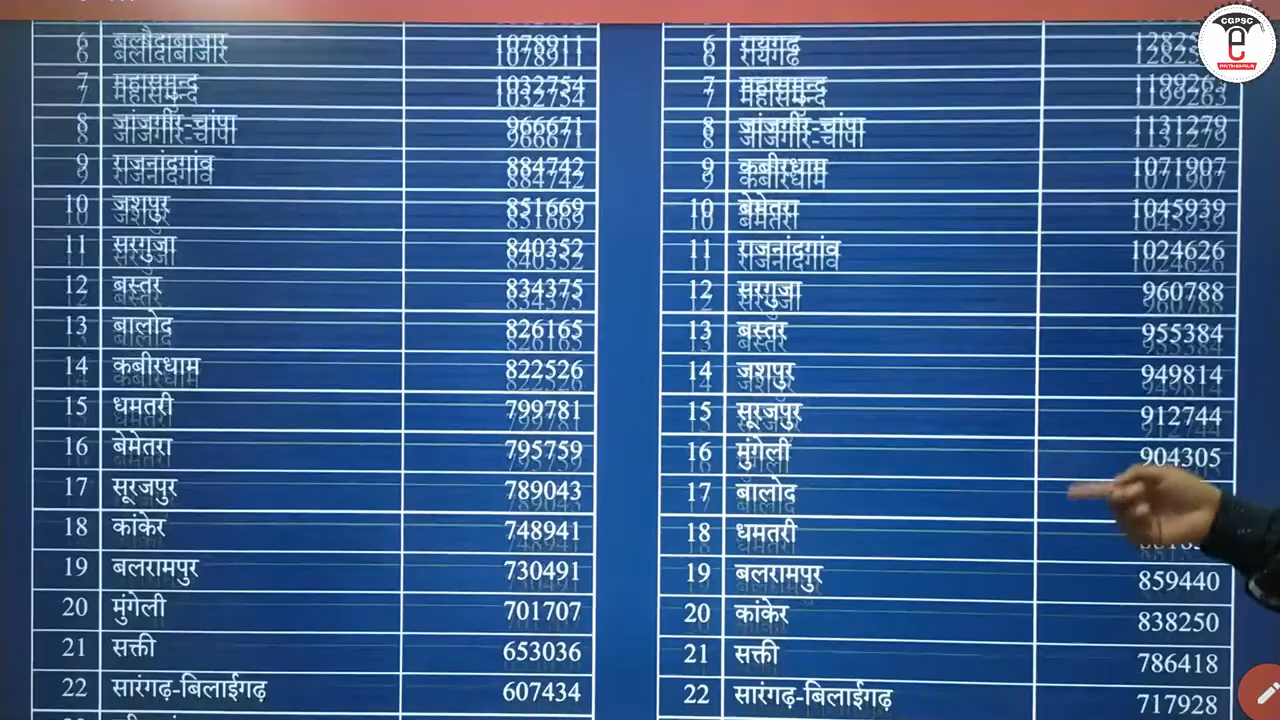 CGPSC
e
PATHSHALA
6 बलौदाबाजार 1078911
7 महासमुन्द 1032754
8 जांजगीर-चांपा 966671
9 राजनांदगांव 884742
10 जशपुर 851669
11 सरगुजा 840352
12 बस्तर 834375
13 बालोद 826165
14 कबीरधाम 822526
15 धमतरी 799781
16 बेमेतरा 795759
17 सूरजपुर 789043
18 कांकेर 748941
19 बलरामपुर 730491
20 मुंगेली 701707
21 सक्ती 653036
22 सारंगढ़-बिलाईगढ़ 607434
6 रायगढ़
7 महासमुन्द 1199263
8 जांजगीर-चांपा 1131279
9 कबीरधाम 1071907
10 बेमेतरा 1045939
11 राजनांदगांव 1024626
12 सरगुजा 960788
13 बस्तर 955384
14 जशपुर 949814
15 सूरजपुर 912744
16 मुंगेली 904305
17 बालोद
18 धमतरी
19 बलरामपुर 859440
20 कांकेर 838250
21 सक्ती 786418
22 सारंगढ़-बिलाईगढ़ 717928